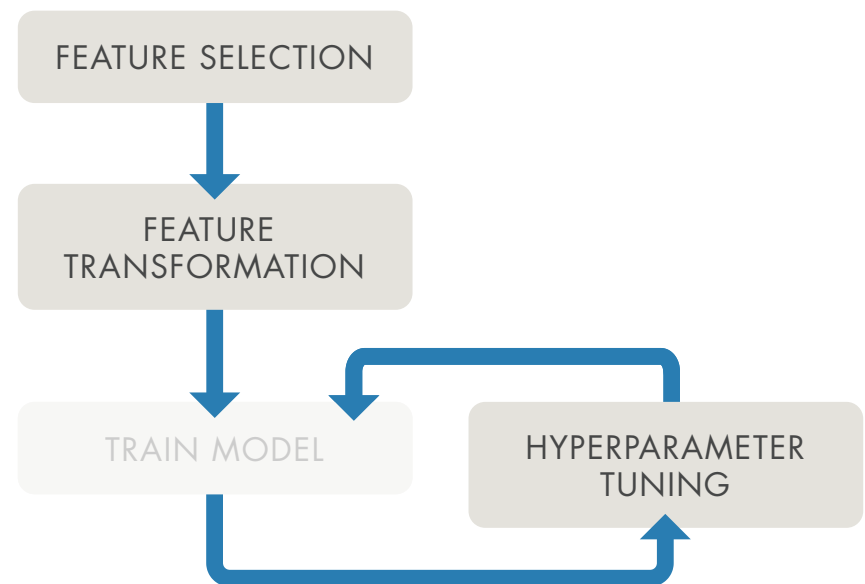 FEATURE SELECTION
FEATURE
TRANSFORMATION
TRAIN MODEL
HYPERPARAMETER
TUNING